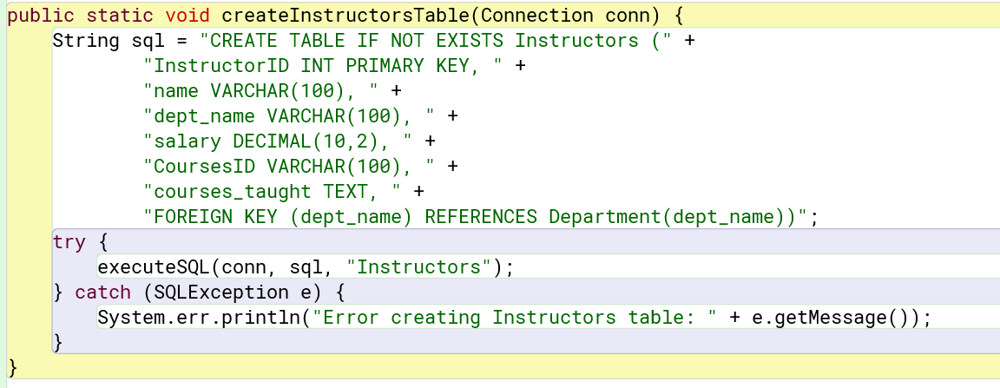 public static void createInstructorsTable(Connection conn) {
    String sql = "CREATE TABLE IF NOT EXISTS Instructors (" +
            "InstructorID INT PRIMARY KEY, " +
            "name VARCHAR(100), " +
            "dept_name VARCHAR(100), " +
            "salary DECIMAL(10,2), " +
            "CoursesID VARCHAR(100), " +
            "courses_taught TEXT, " +
            "FOREIGN KEY (dept_name) REFERENCES Department(dept_name))";
    try {
        executeSQL(conn, sql, "Instructors");
    } catch (SQLException e) {
        System.err.println("Error creating Instructors table: " + e.getMessage());
    }
}